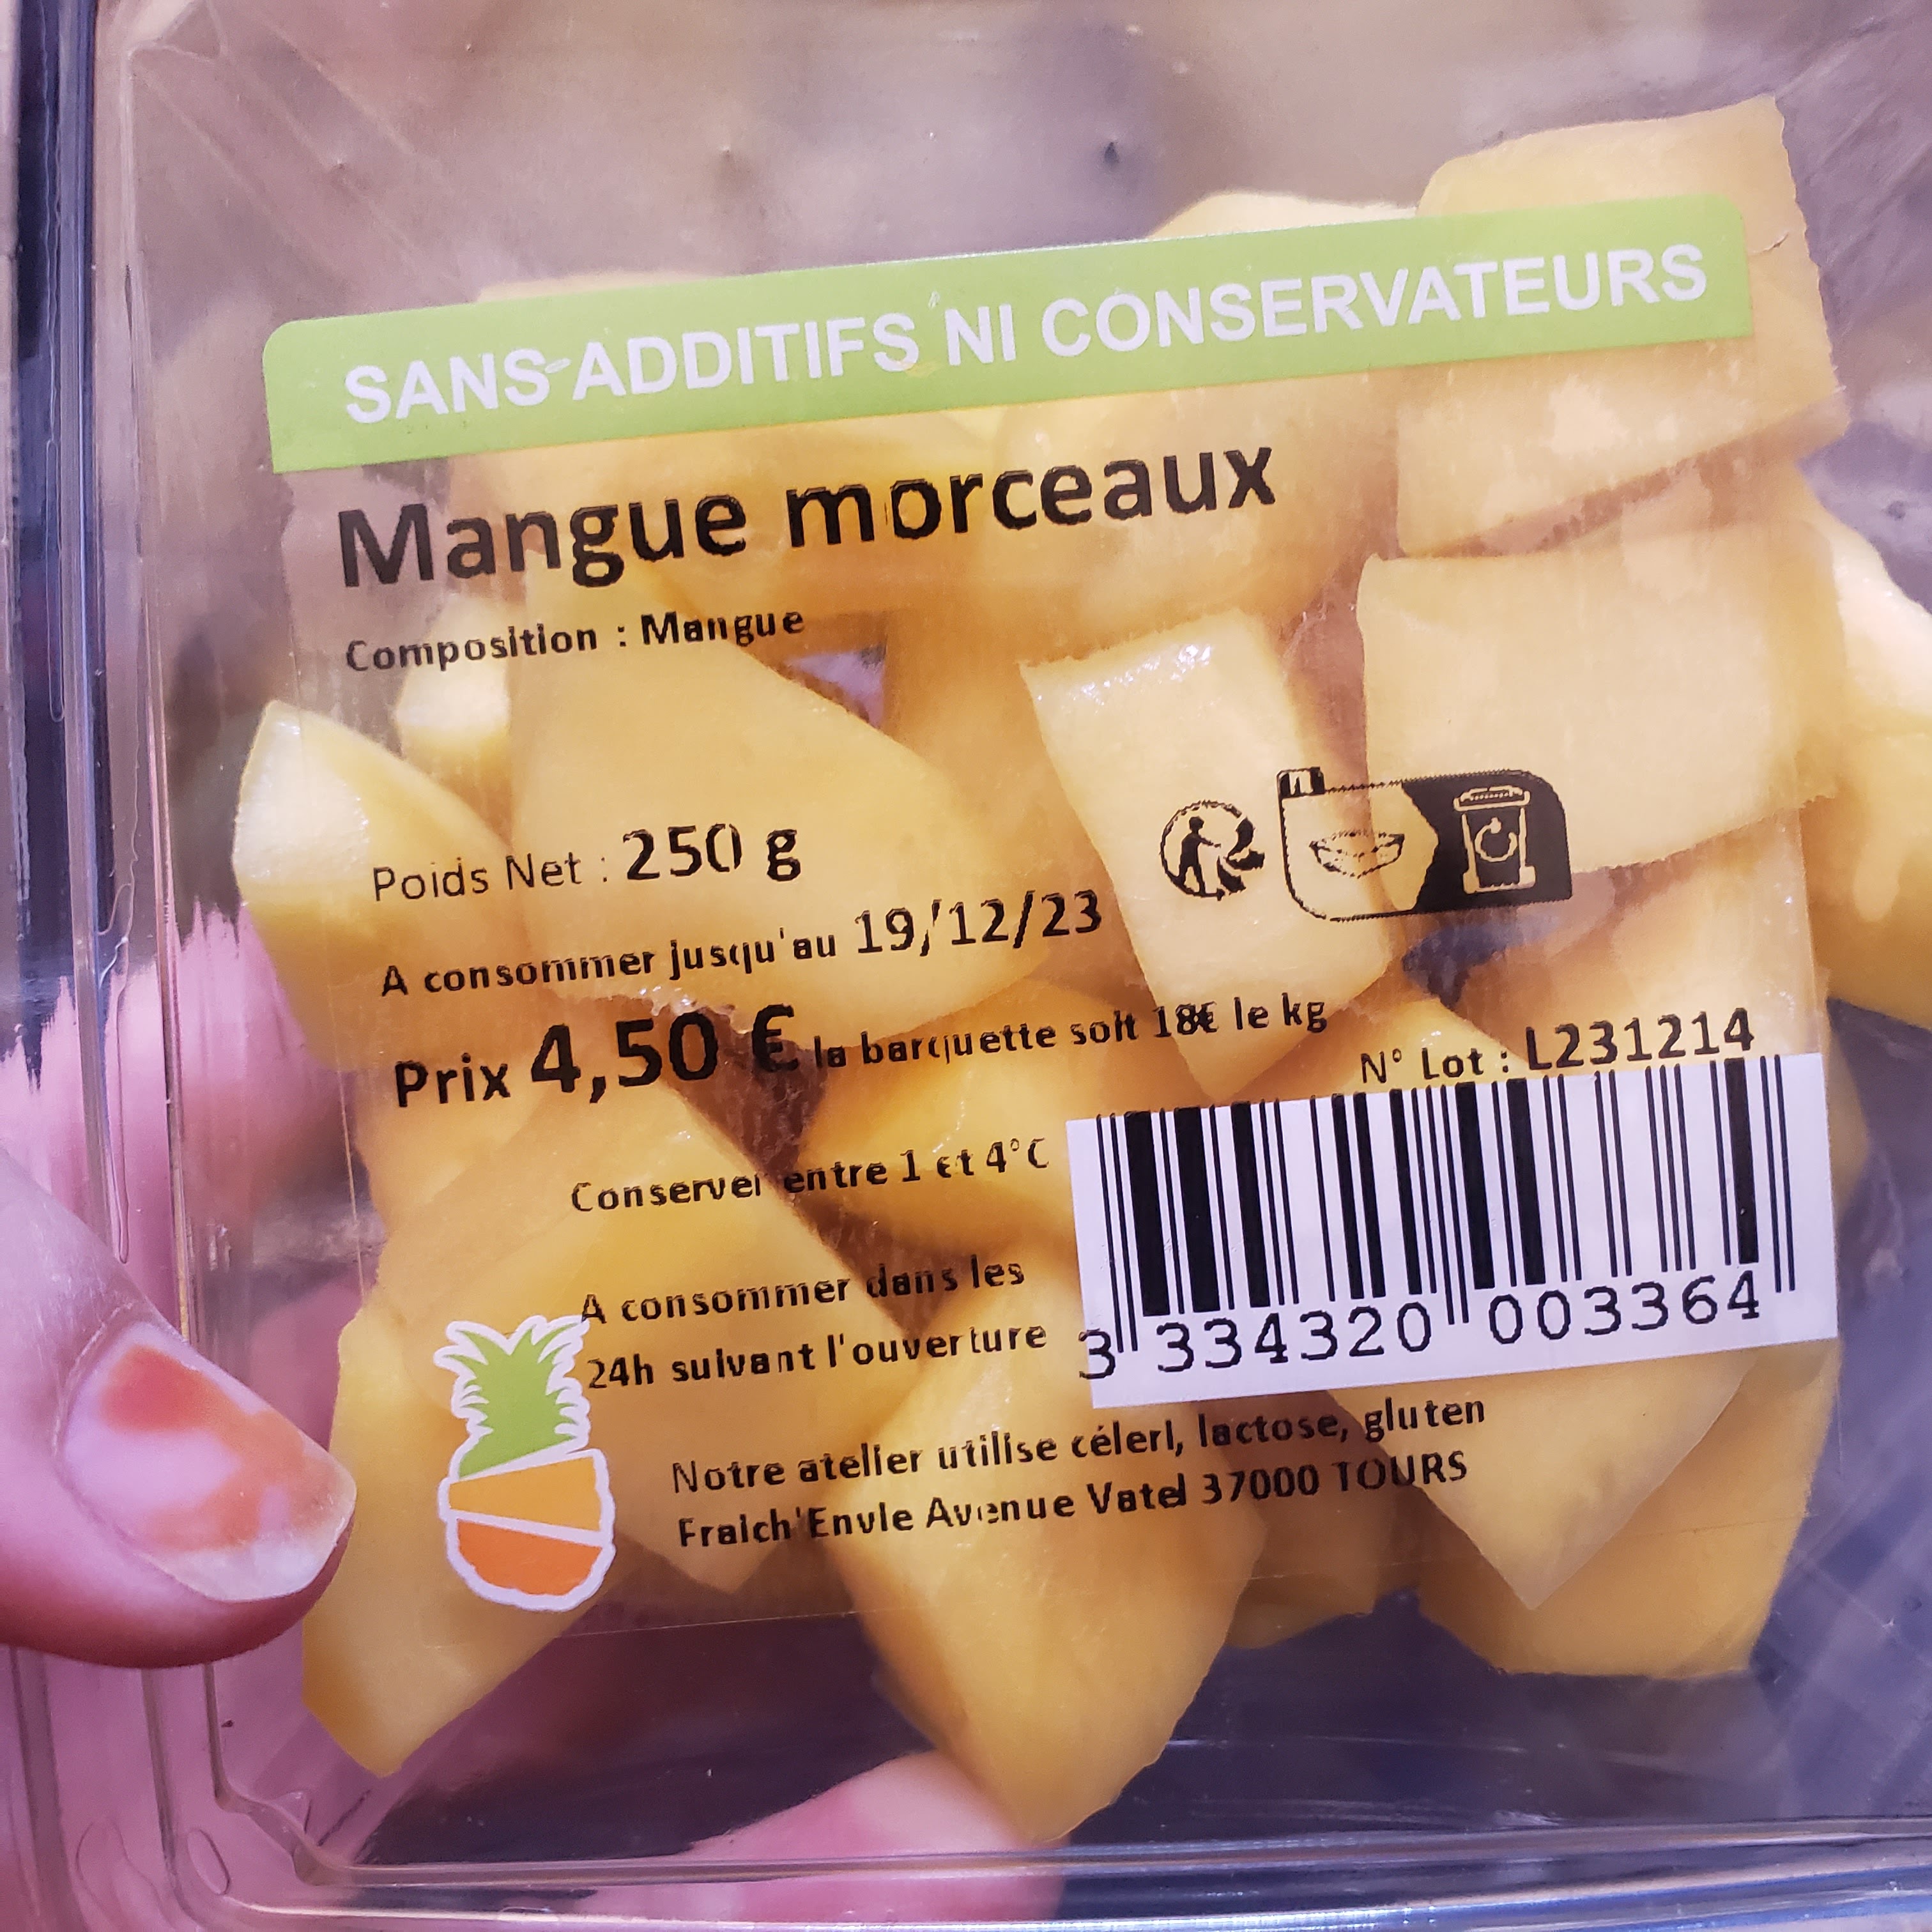 SANS ADDITIFS NI CONSERVATEURS
Mangue morceaux
Composition : Mangue
Poids Net : 250 g
A consommer jusqu'au 19/12/23
Prix 4,50 € la barquette soit 18€ le kg
N° Lot : L231214
Conserver entre 1 et 4°C
A consommer dans les
24h suivant l'ouverture
3 334320 003364
Notre atelier utilise céleri, lactose, gluten
Fraich'Envie Avenue Vatel 37000 TOURS